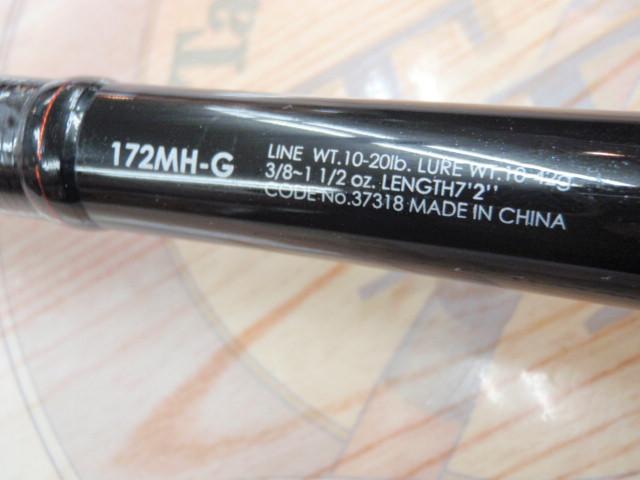 172MH-G
LINE WT.10-20lb. LURE WT.10-42g
3/8~1 1/2 oz. LENGTH7'2''
CODE No.37318 MADE IN CHINA
Ta